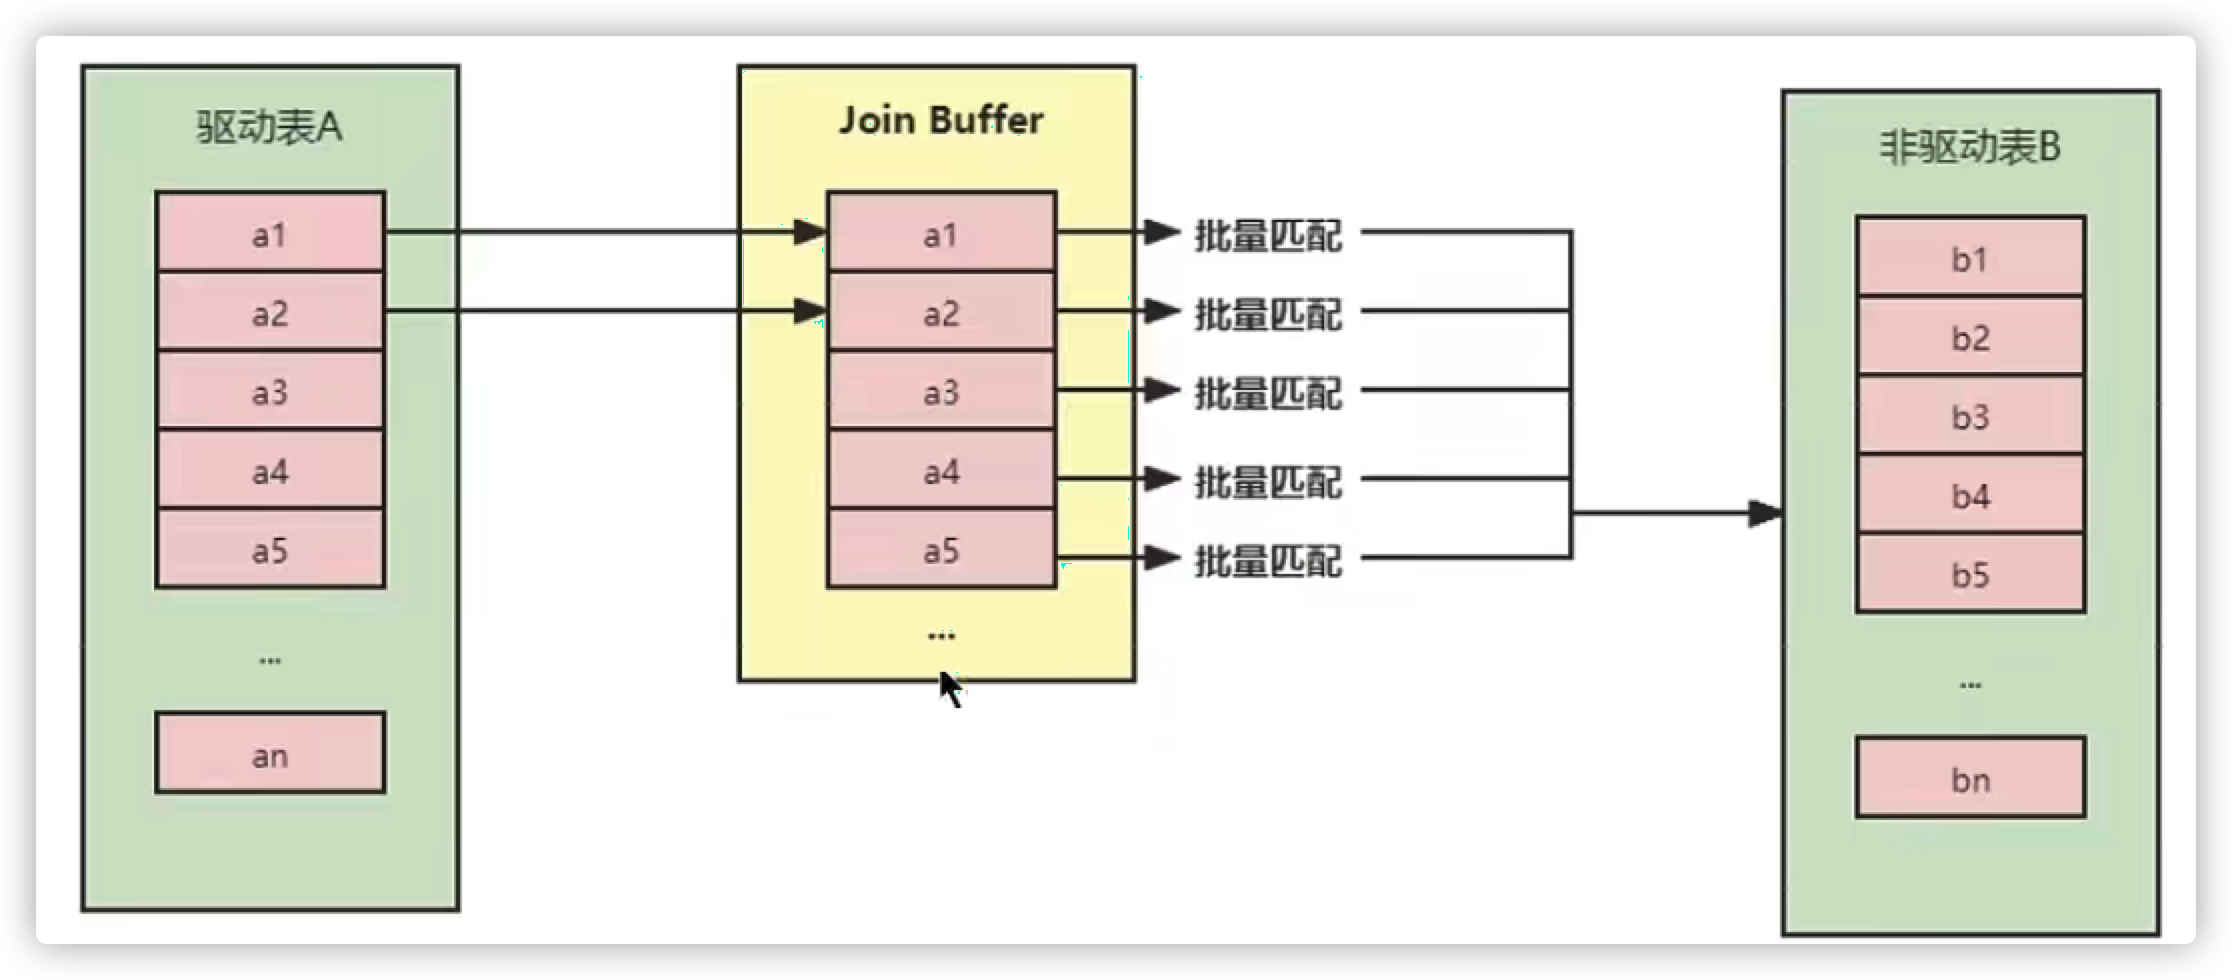 驱动表A
a1
a2
a3
a4
a5
...
an
Join Buffer
a1
a2
a3
a4
a5
...
批量匹配
批量匹配
批量匹配
批量匹配
批量匹配
非驱动表B
b1
b2
b3
b4
b5
...
bn